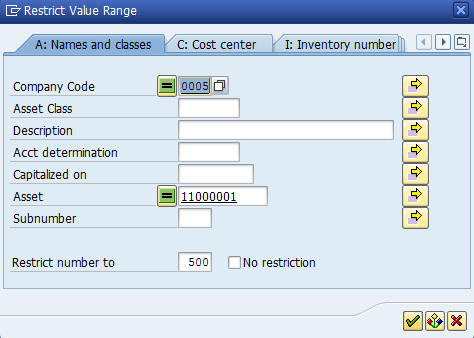 Restrict Value Range
A: Names and classes
C: Cost center
I: Inventory number
Company Code
0005
Asset Class
Description
Acct determination
Capitalized on
Asset
11000001
Subnumber
Restrict number to
500
No restriction